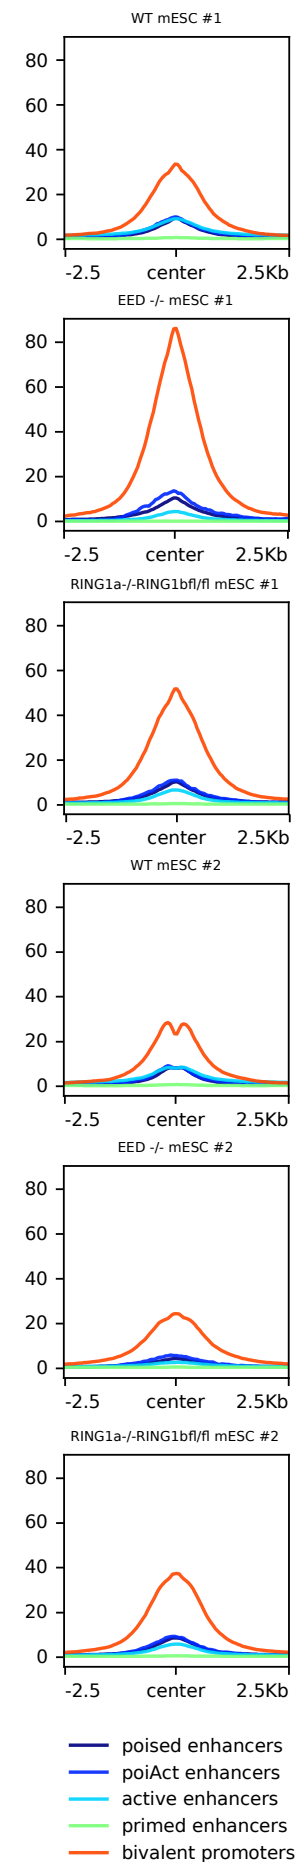 WT mESC #1
80
60
40
20
0
-2.5 center 2.5Kb
EED -/- mESC #1
80
60
40
20
0
-2.5 center 2.5Kb
RING1a-/-RING1bfl/fl mESC #1
80
60
40
20
0
-2.5 center 2.5Kb
WT mESC #2
80
60
40
20
0
-2.5 center 2.5Kb
EED -/- mESC #2
80
60
40
20
0
-2.5 center 2.5Kb
RING1a-/-RING1bfl/fl mESC #2
80
60
40
20
0
-2.5 center 2.5Kb
poised enhancers
poiAct enhancers
active enhancers
primed enhancers
bivalent promoters